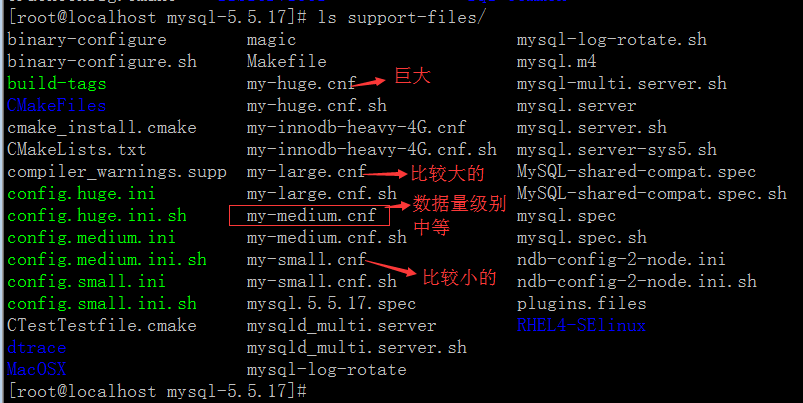 [root@localhost mysql-5.5.17]# ls support-files/
binary-configure magic mysql-log-rotate.sh
binary-configure.sh Makefile mysql.m4
build-tags my-huge.cnf 巨大 mysql-multi.server.sh
CMakeFiles my-huge.cnf.sh mysql.server
cmake_install.cmake my-innodb-heavy-4G.cnf mysql.server.sh
CMakeLists.txt my-innodb-heavy-4G.cnf.sh mysql.server-sys5.sh
compiler_warnings.supp my-large.cnf 比较大的 MySQL-shared-compat.spec
config.huge.ini my-large.cnf.sh MySQL-shared-compat.spec.sh
config.huge.ini.sh my-medium.cnf 数据量级别 mysql.spec
中等
config.medium.ini my-medium.cnf.sh mysql.spec.sh
config.medium.ini.sh my-small.cnf ndb-config-2-node.ini
比较小的
config.small.ini my-small.cnf.sh ndb-config-2-node.ini.sh
config.small.ini.sh mysql.5.5.17.spec plugins.files
CTestTestfile.cmake mysqld_multi.server RHEL4-SElinux
dtrace mysqld_multi.server.sh
MacOSX mysql-log-rotate
[root@localhost mysql-5.5.17]#